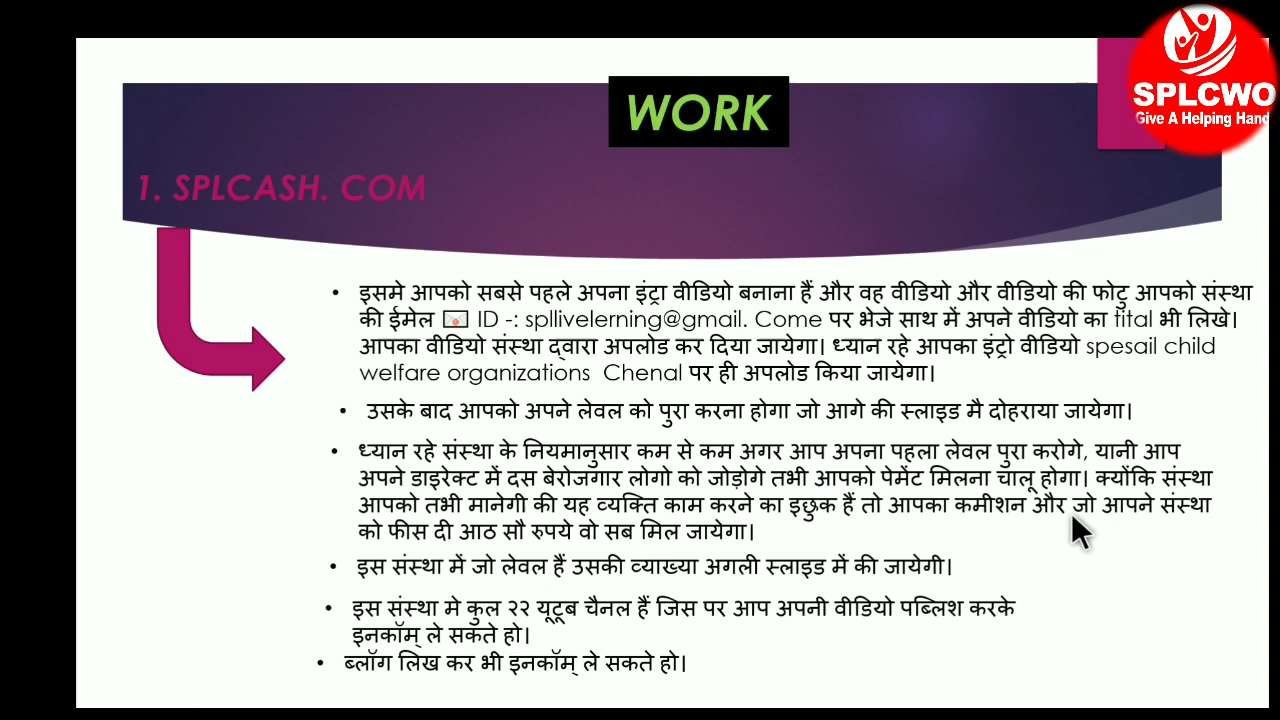 WORK
SPLCWO
Give A Helping Hand
1. SPLCASH. COM
• इसमे आपको सबसे पहले अपना इंट्रा वीडियो बनाना हैं और वह वीडियो और वीडियो की फोटु आपको संस्था
की ईमेल 📧 ID -: spllivelerning@gmail. Come पर भेजे साथ में अपने वीडियो का tital भी लिखे।
आपका वीडियो संस्था द्वारा अपलोड कर दिया जायेगा। ध्यान रहे आपका इंट्रो वीडियो spesail child
welfare organizations Chenal पर ही अपलोड किया जायेगा।
• उसके बाद आपको अपने लेवल को पुरा करना होगा जो आगे की स्लाइड मै दोहराया जायेगा।
• ध्यान रहे संस्था के नियमानुसार कम से कम अगर आप अपना पहला लेवल पुरा करोगे, यानी आप
अपने डाइरेक्ट में दस बेरोजगार लोगो को जोड़ोगे तभी आपको पेमेंट मिलना चालू होगा। क्योंकि संस्था
आपको तभी मानेगी की यह व्यक्ति काम करने का इछुक हैं तो आपका कमीशन और जो आपने संस्था
को फीस दी आठ सौ रुपये वो सब मिल जायेगा।
• इस संस्था में जो लेवल हैं उसकी व्याख्या अगली स्लाइड में की जायेगी।
• इस संस्था मे कुल २२ यूटूब चैनल हैं जिस पर आप अपनी वीडियो पब्लिश करके
इनकॉम् ले सकते हो।
• ब्लॉग लिख कर भी इनकॉम् ले सकते हो।